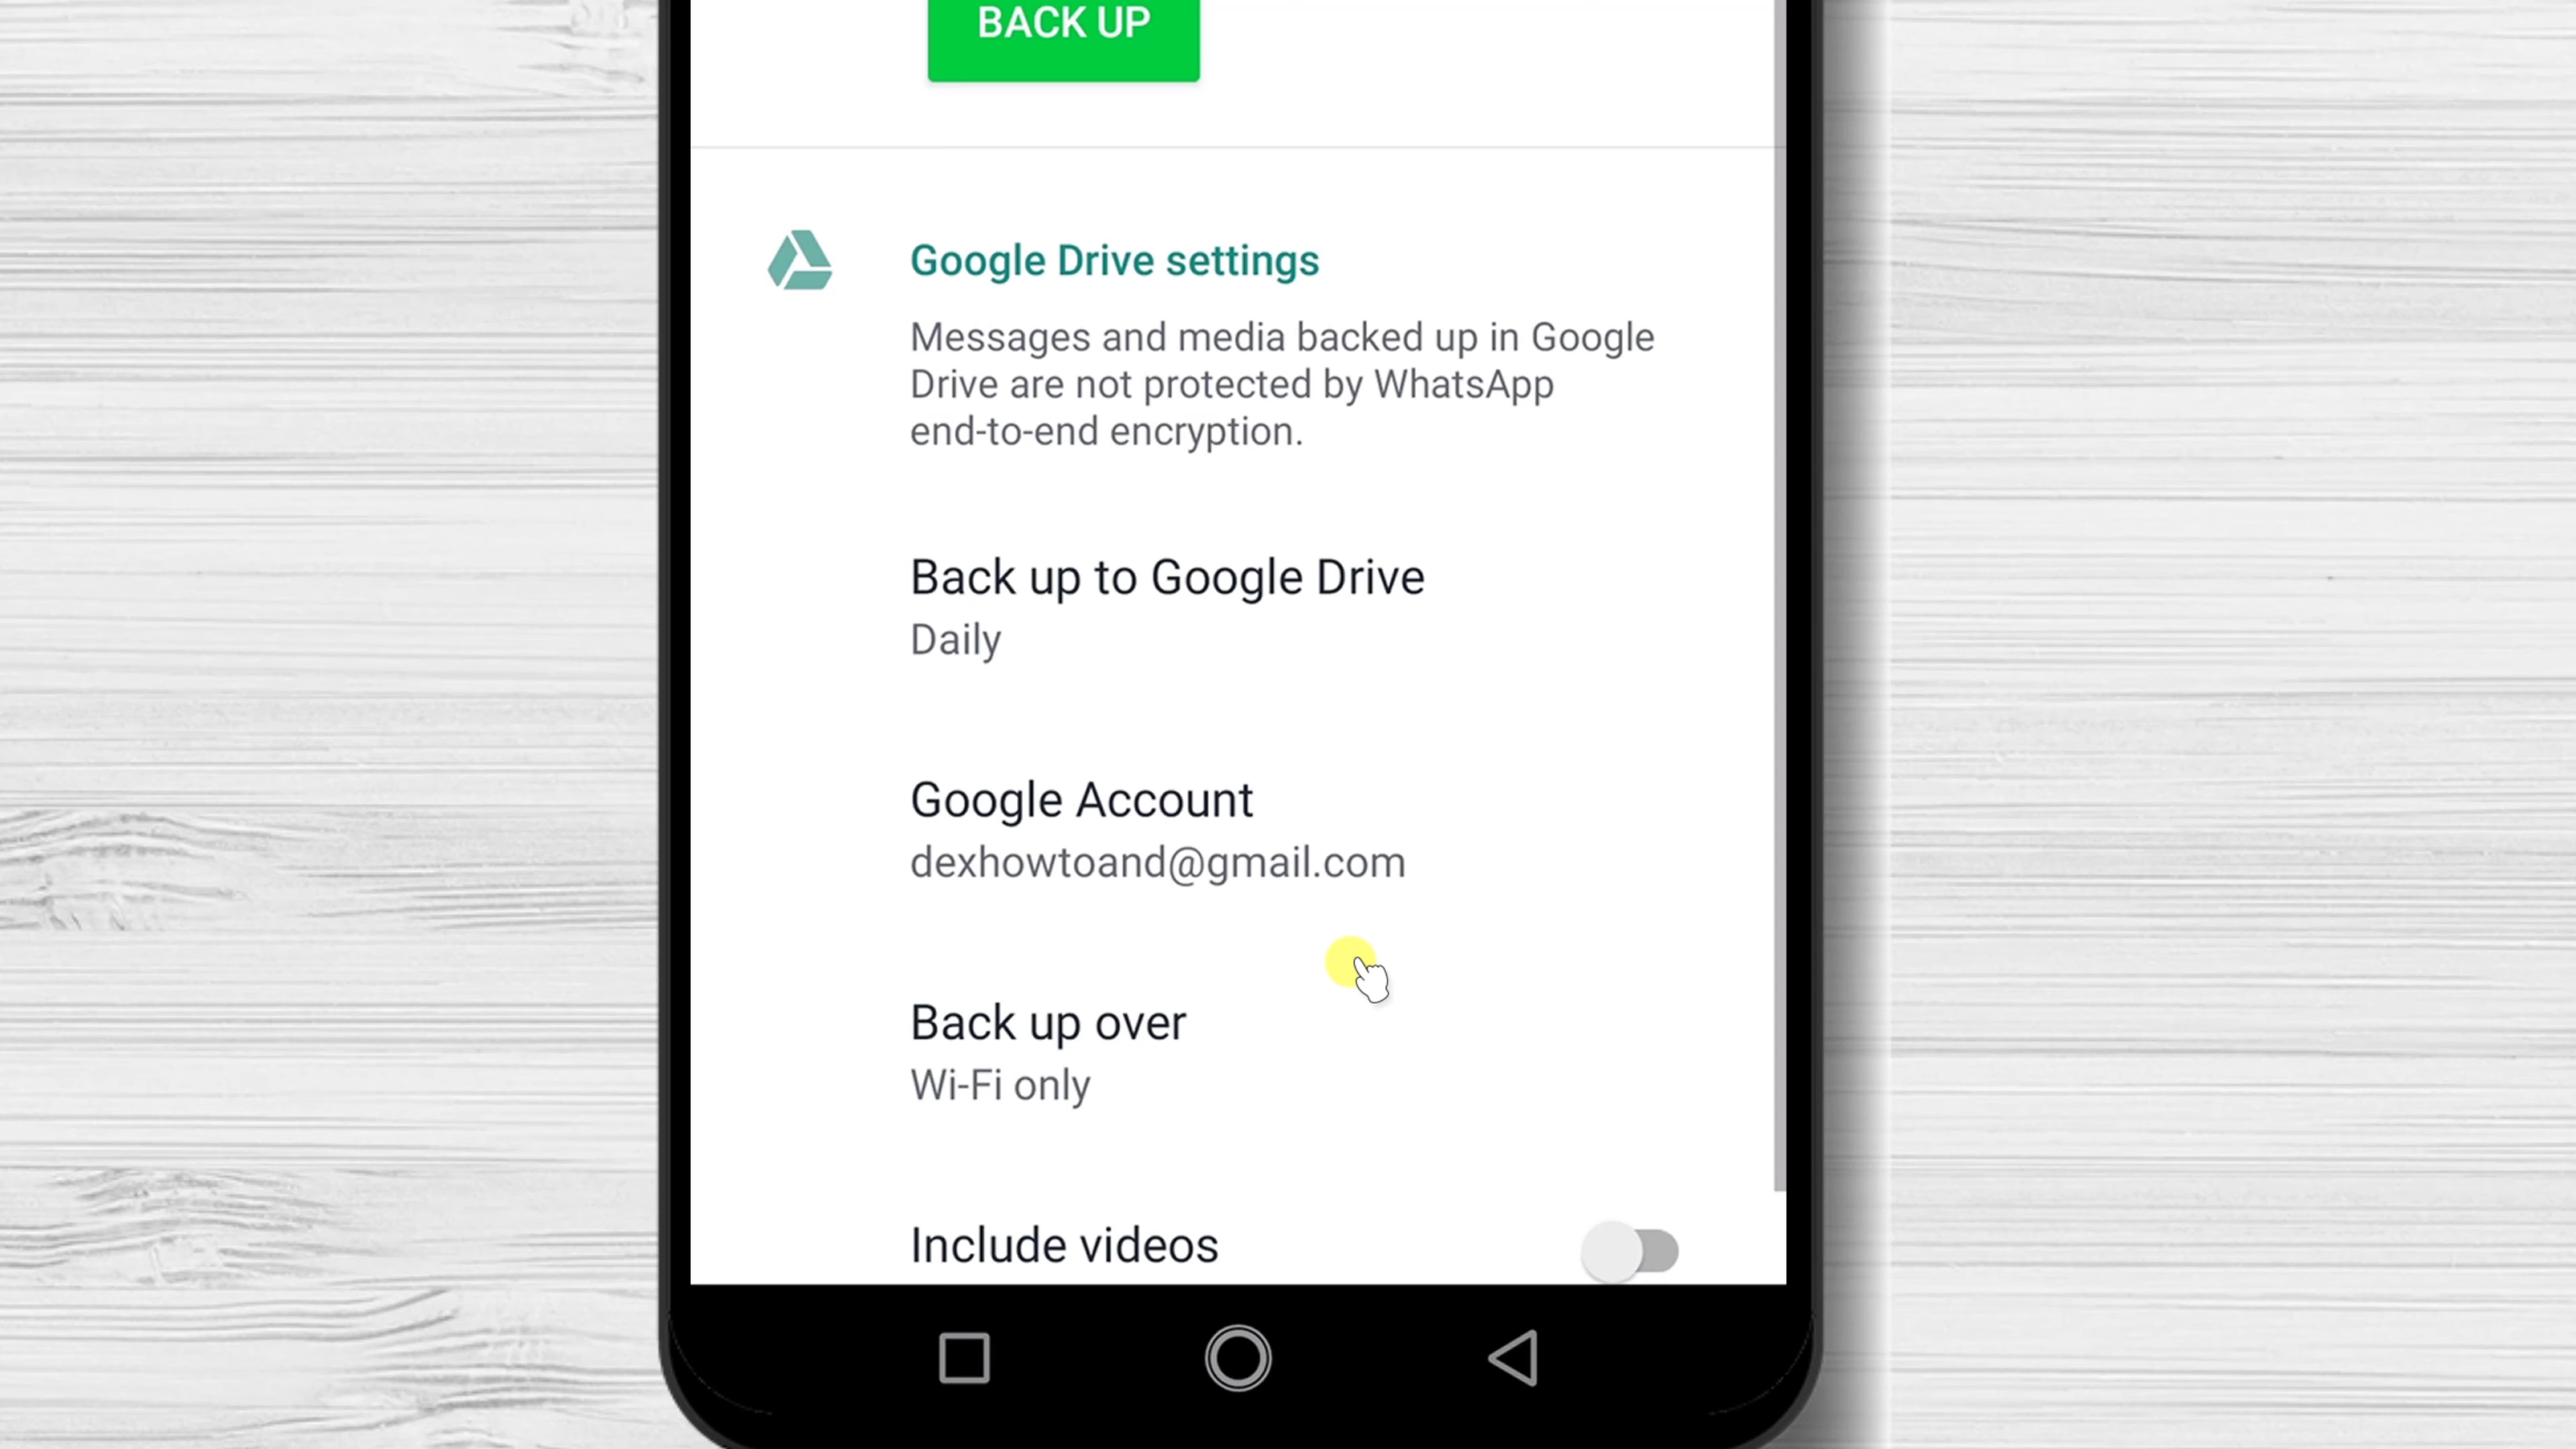 BACK UP
Google Drive settings
Messages and media backed up in Google
Drive are not protected by WhatsApp
end-to-end encryption.
Back up to Google Drive
Daily
Google Account
dexhowtoand@gmail.com
Back up over
Wi-Fi only
Include videos